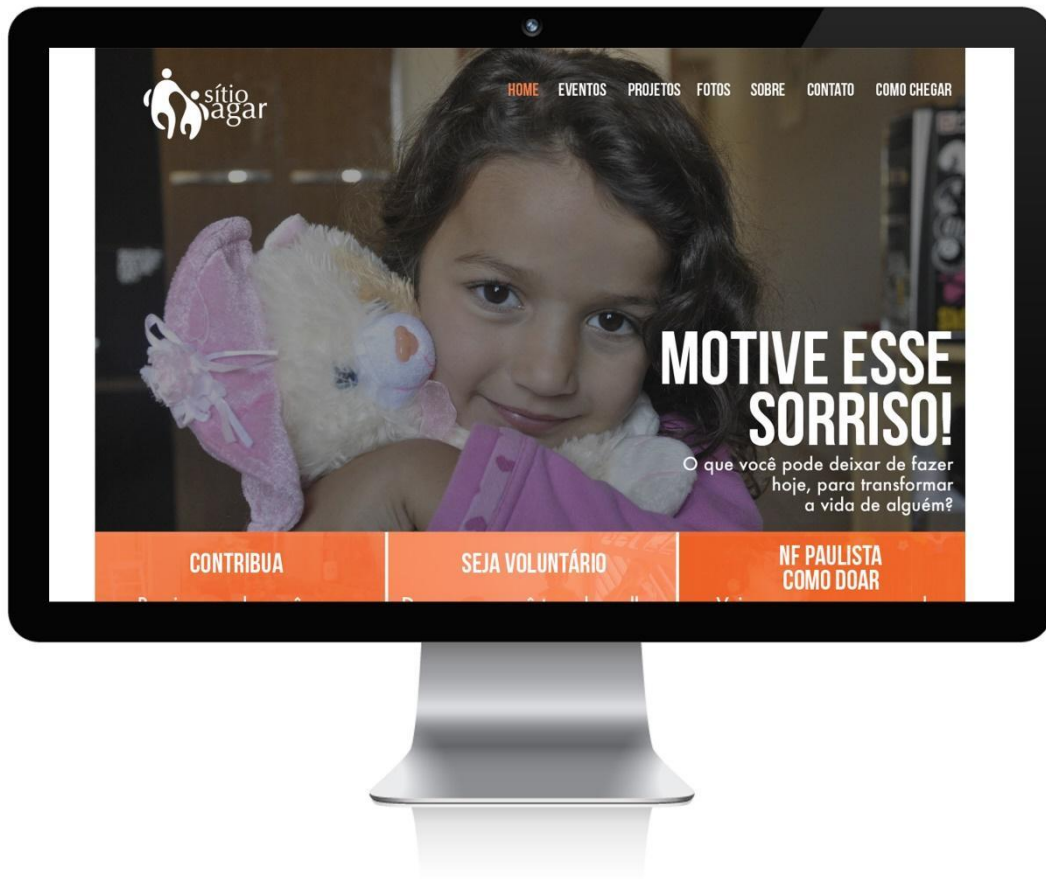 sítio
agar
HOME EVENTOS PROJETOS FOTOS SOBRE CONTATO COMO CHEGAR
MOTIVE ESSE
SORRISO!
O que você pode deixar de fazer
hoje, para transformar
a vida de alguém?
CONTRIBUA
SEJA VOLUNTÁRIO
NF PAULISTA
COMO DOAR